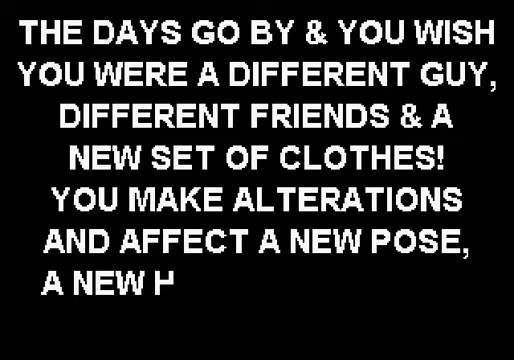 THE DAYS GO BY & YOU WISH
YOU WERE A DIFFERENT GUY,
DIFFERENT FRIENDS & A
NEW SET OF CLOTHES!
YOU MAKE ALTERATIONS
AND AFFECT A NEW POSE,
A NEW H